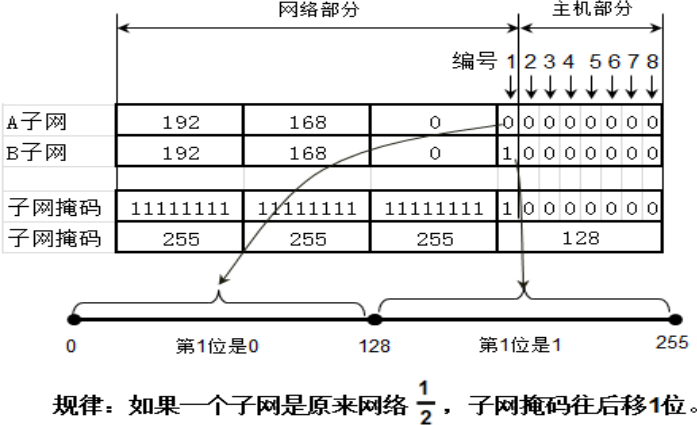 网络部分 主机部分
编号 1 2 3 4 5 6 7 8
A子网 192 168 0 0 0 0 0 0 0 0 0
B子网 192 168 0 1 0 0 0 0 0 0 0
子网掩码 11111111 11111111 11111111 1 0 0 0 0 0 0 0
子网掩码 255 255 255 128
0 第1位是0 128 第1位是1 255
规律：如果一个子网是原来网络 1/2 ，子网掩码往后移1位。